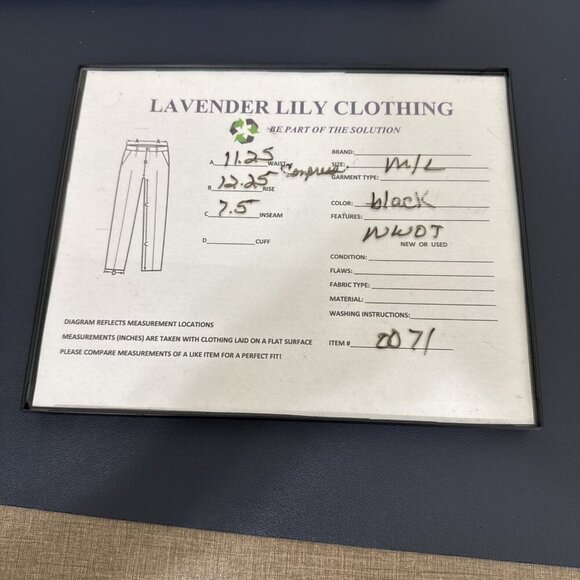 LAVENDER LILY CLOTHING
BE PART OF THE SOLUTION
A 11.25 WAIST
B 12.25 RISE
C 7.5 INSEAM
D CUFF
BRAND:
SIZE: M/L
GARMENT TYPE:
COLOR: black
FEATURES:
NWOT
NEW OR USED
CONDITION:
FLAWS:
FABRIC TYPE:
MATERIAL:
WASHING INSTRUCTIONS:
ITEM # 0071
DIAGRAM REFLECTS MEASUREMENT LOCATIONS
MEASUREMENTS (INCHES) ARE TAKEN WITH CLOTHING LAID ON A FLAT SURFACE
PLEASE COMPARE MEASUREMENTS OF A LIKE ITEM FOR A PERFECT FIT!